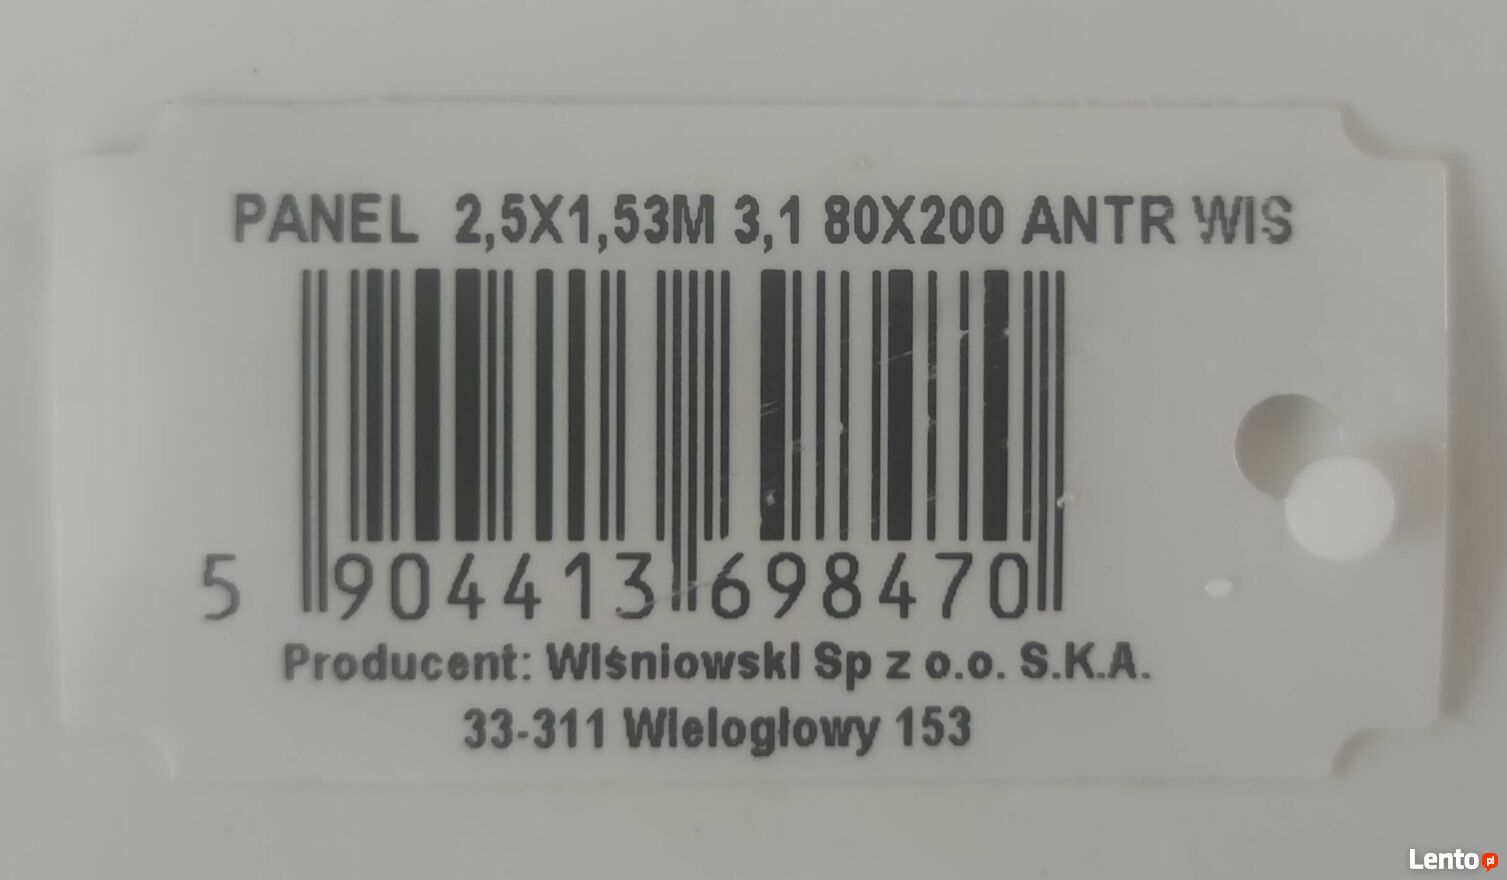 PANEL 2,5X1,53M 3,1 80X200 ANTR WIS
5 904413 698470
Producent: Wiśniowski Sp z o.o. S.K.A.
33-311 Wielogłowy 153
Lento.pl